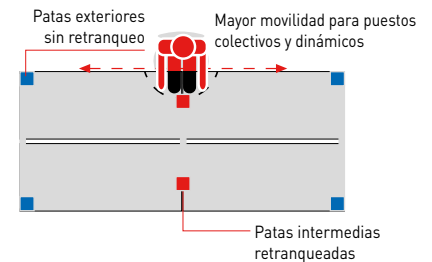 Patas exteriores
sin retranqueo
Mayor movilidad para puestos
colectivos y dinámicos
Patas intermedias
retranqueadas